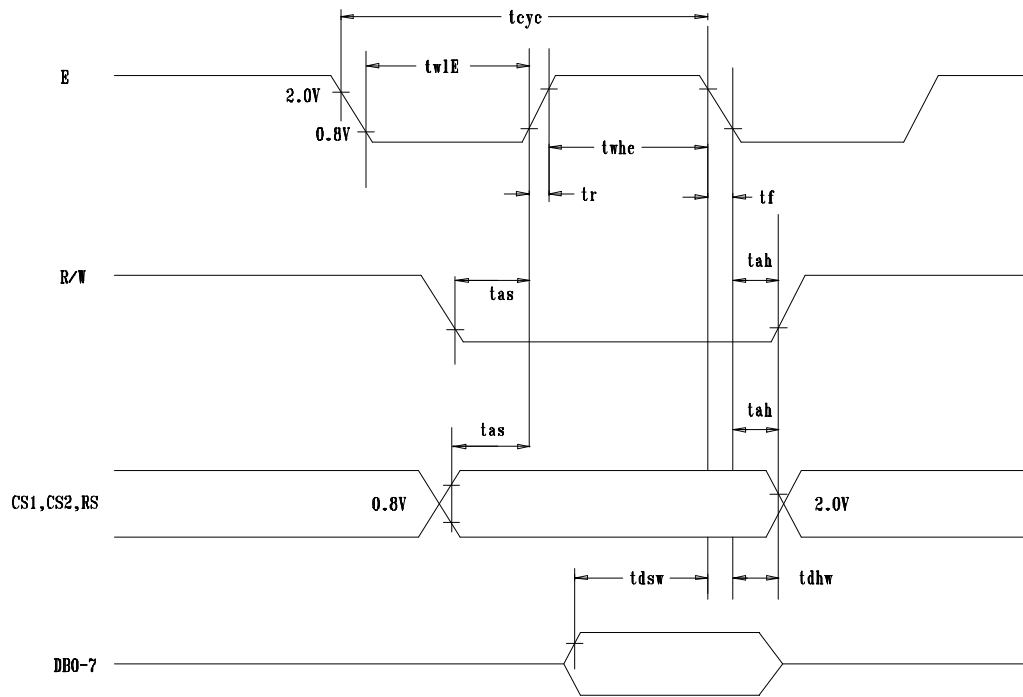 tcyc
E
twlE
2.0V
0.8V
twhc
tr
tf
R/W
tas
tah
tas
tah
CS1,CS2,RS
0.8V
2.0V
tdsw
tdhw
DB0-7